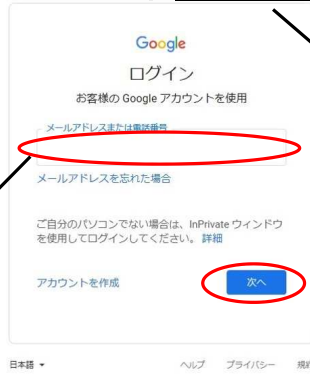 Google
ログイン
お客様の Google アカウントを使用
メールアドレスまたは電話番号
メールアドレスを忘れた場合
ご自分のパソコンでない場合は、InPrivate ウィンドウ
を使用してログインしてください。詳細
アカウントを作成
次へ
日本語
ヘルプ プライバシー 規約